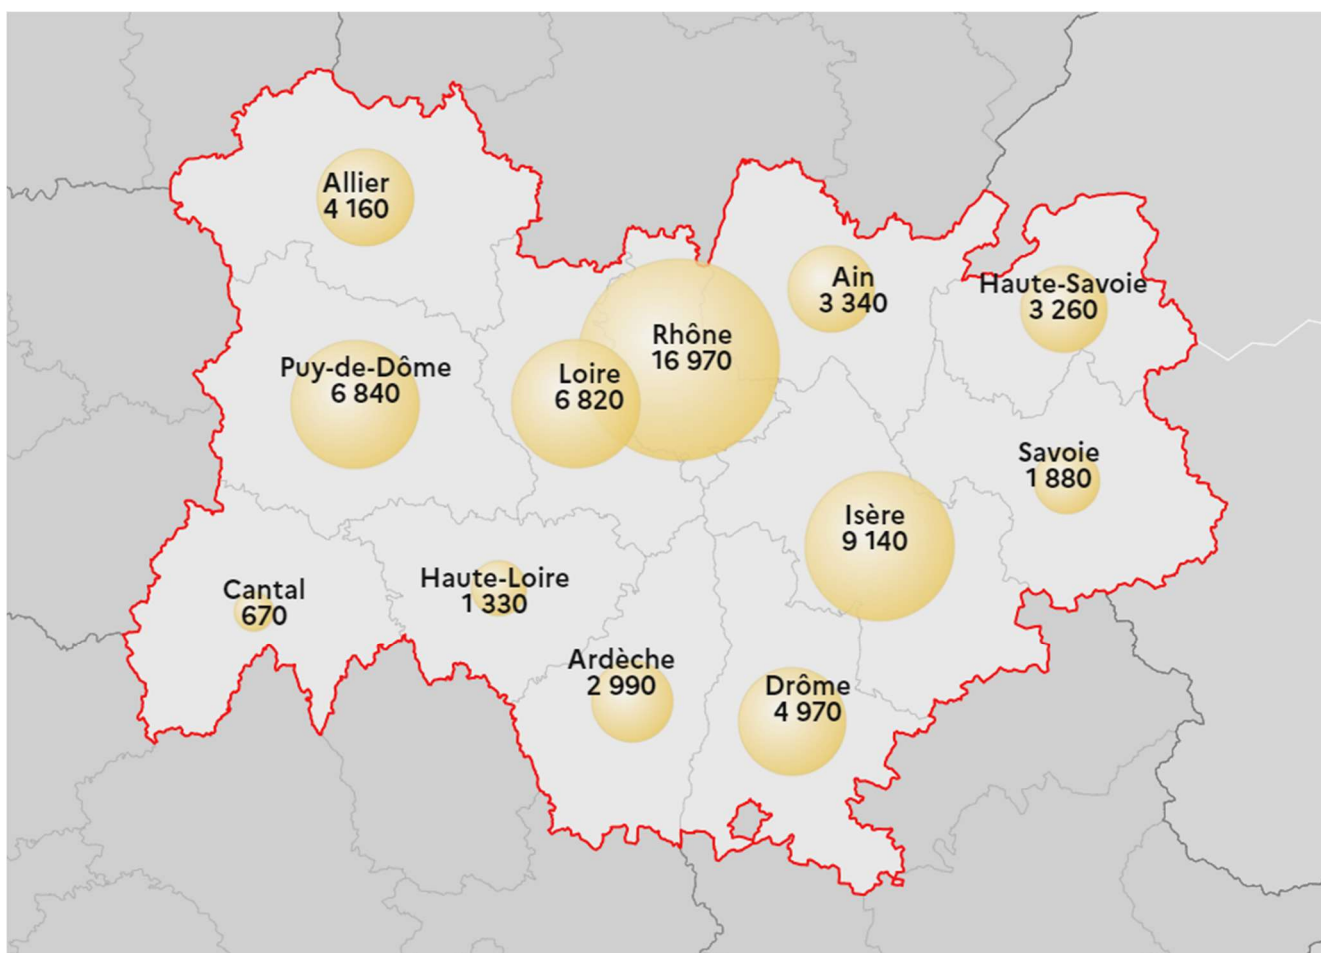 Allier
4 160
Ain
3 340
Haute-Savoie
3 260
Rhône
16 970
Puy-de-Dôme
6 840
Loire
6 820
Savoie
1 880
Isère
9 140
Haute-Loire
1 330
Cantal
670
Ardèche
2 990
Drôme
4 970